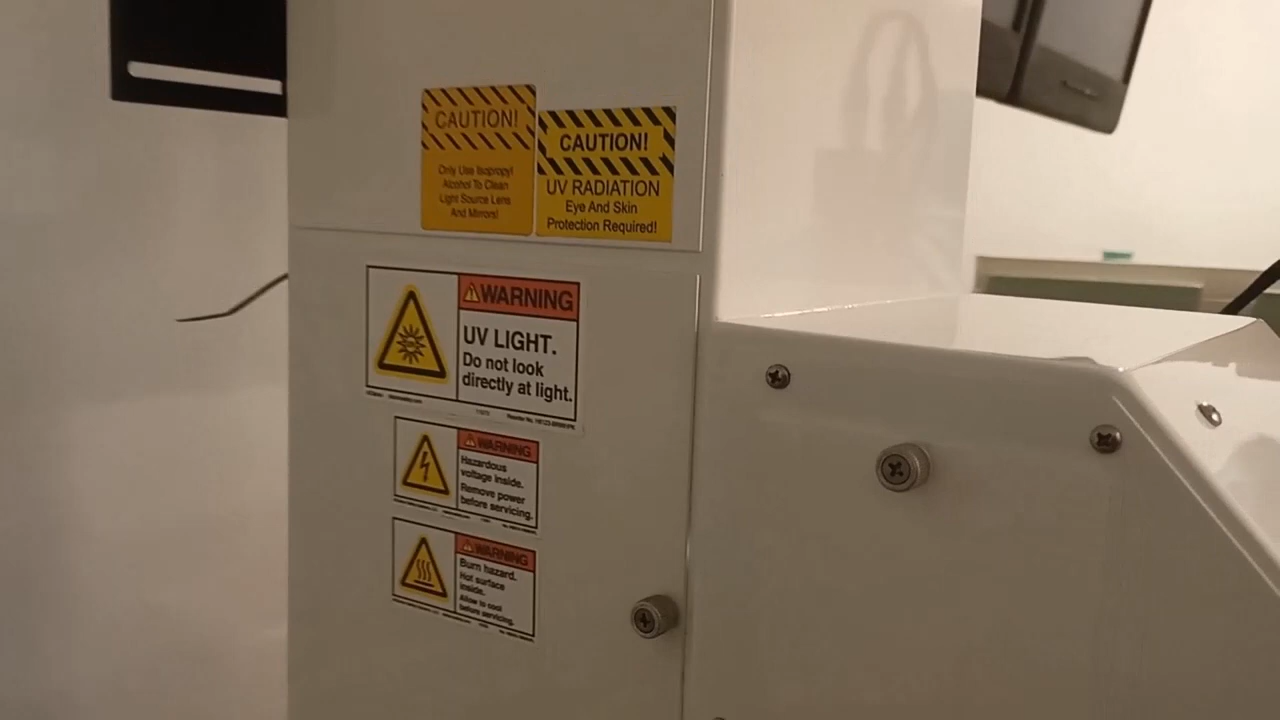 CAUTION!
Only Use Isopropyl
Alcohol To Clean
Light Source Lens
And Mirrors!
CAUTION!
UV RADIATION
Eye And Skin
Protection Required!
WARNING
UV LIGHT.
Do not look
directly at light.
WARNING
Hazardous
voltage inside.
Remove power
before servicing.
WARNING
Burn hazard.
Hot surface
inside.
Allow to cool
before servicing.